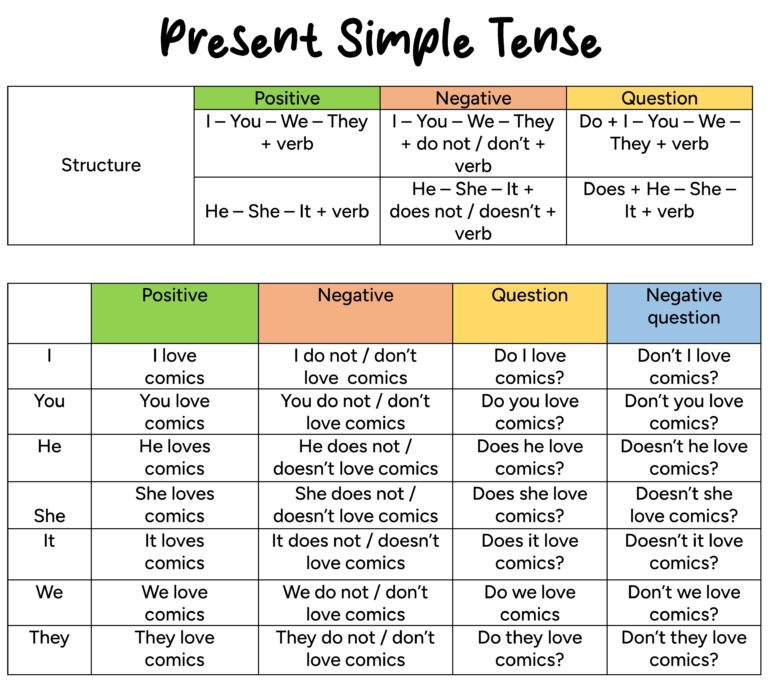 Present Simple Tense
Positive
Negative
Question
Structure
I – You – We – They
+ verb
I – You – We – They
+ do not / don't +
verb
Do + I – You – We –
They + verb
He – She – It + verb
He – She – It +
does not / doesn't +
verb
Does + He – She –
It + verb
Positive
Negative
Question
Negative
question
I
I love
comics
I do not / don't
love comics
Do I love
comics?
Don't I love
comics?
You
You love
comics
You do not / don't
love comics
Do you love
comics?
Don't you love
comics?
He
He loves
comics
He does not /
doesn't love comics
Does he love
comics?
Doesn't he love
comics?
She
She loves
comics
She does not /
doesn't love comics
Does she love
comics?
Doesn't she
love comics?
It
It loves
comics
It does not / doesn't
love comics
Does it love
comics?
Doesn't it love
comics?
We
We love
comics
We do not / don't
love comics
Do we love
comics
Don't we love
comics?
They
They love
comics
They do not / don't
love comics
Do they love
comics?
Don't they love
comics?